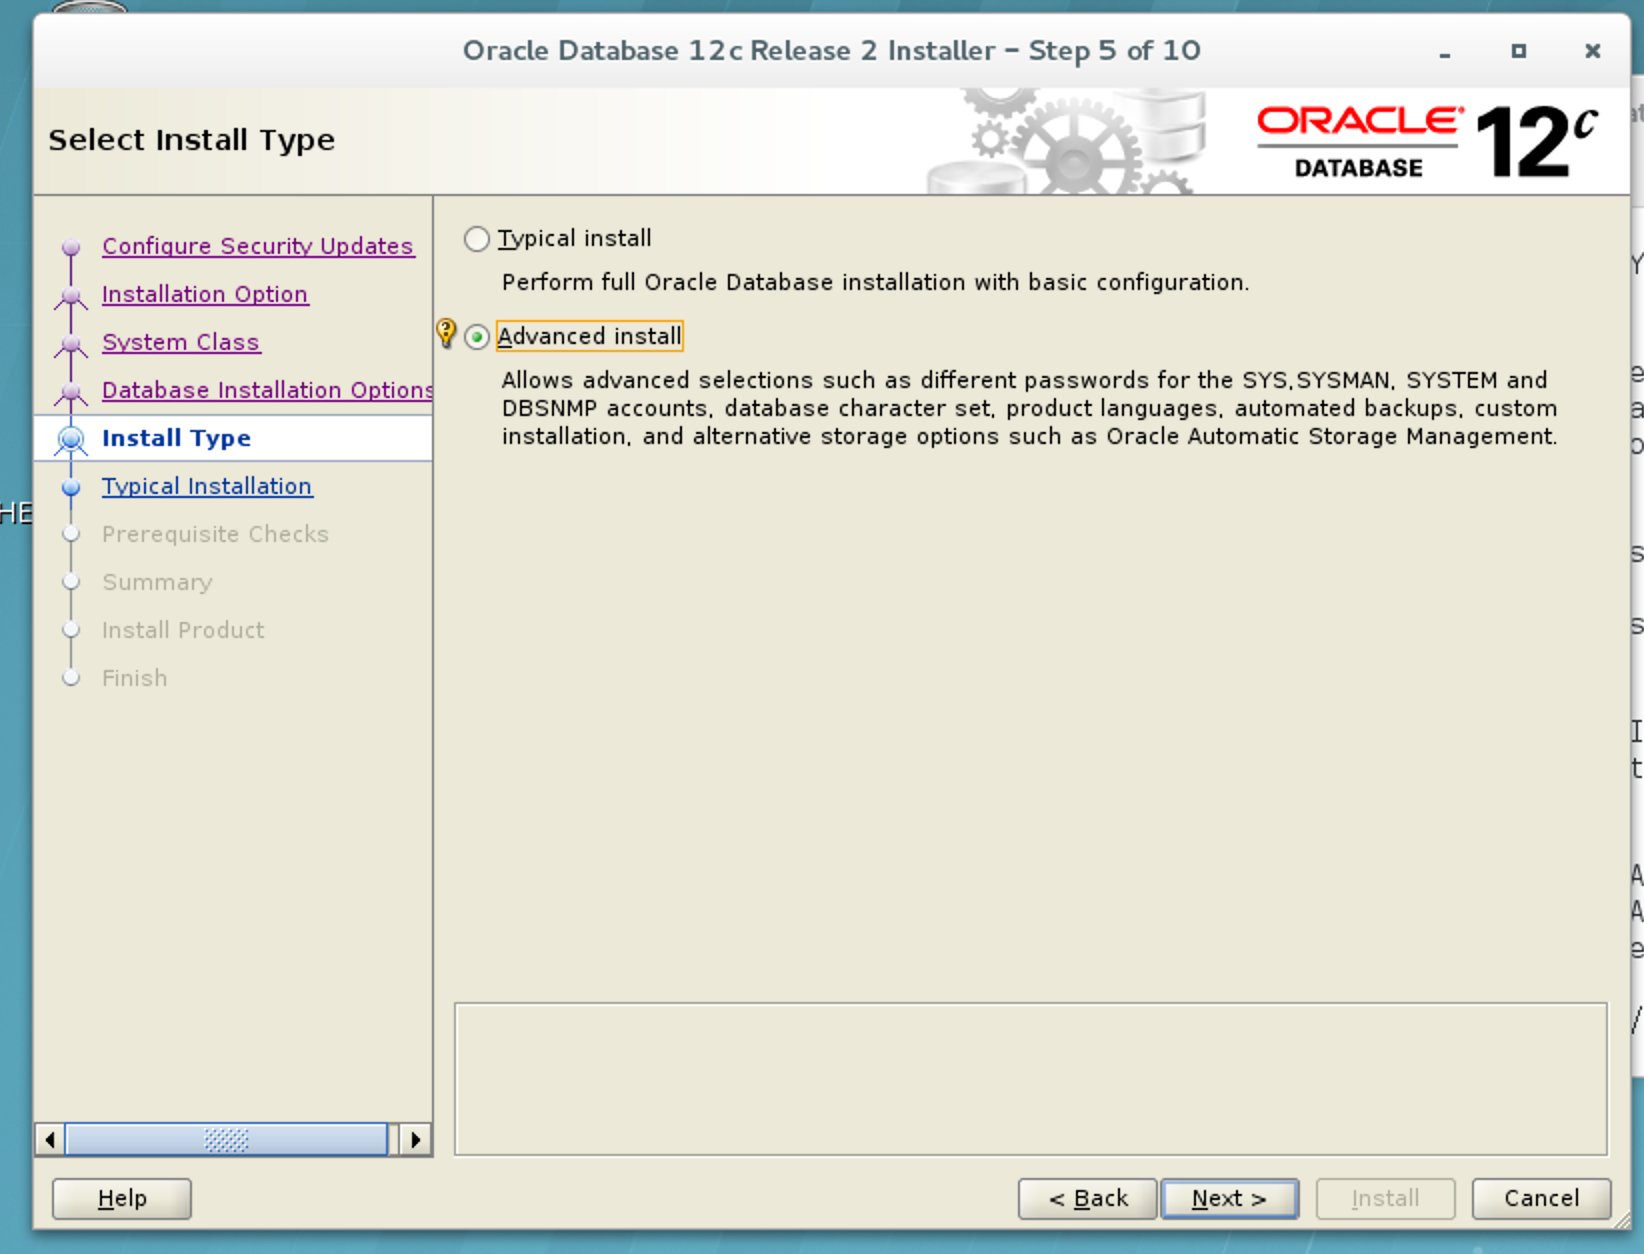 Oracle Database 12c Release 2 Installer – Step 5 of 10
Select Install Type
ORACLE
DATABASE
12c
Configure Security Updates
Installation Option
System Class
Database Installation Options
Install Type
Typical Installation
Prerequisite Checks
Summary
Install Product
Finish
Typical install
Perform full Oracle Database installation with basic configuration.
Advanced install
Allows advanced selections such as different passwords for the SYS,SYSMAN, SYSTEM and
DBSNMP accounts, database character set, product languages, automated backups, custom
installation, and alternative storage options such as Oracle Automatic Storage Management.
HE
Help
< Back
Next >
Install
Cancel